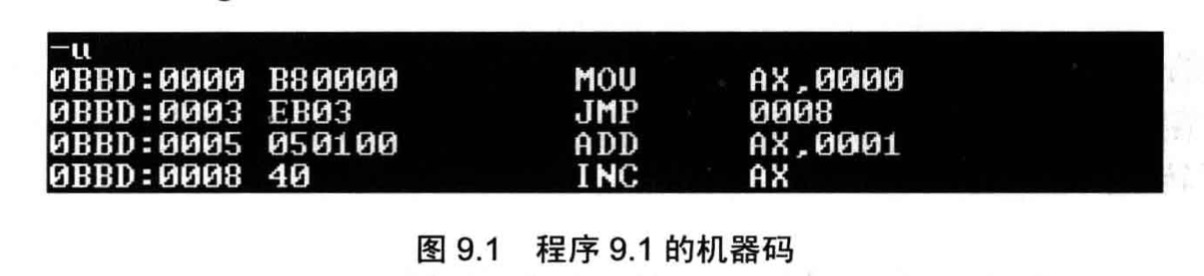 -u
0BBD:0000 B80000 MOV AX,0000
0BBD:0003 EB03 JMP 0008
0BBD:0005 050100 ADD AX,0001
0BBD:0008 40 INC AX
图 9.1 程序 9.1 的机器码